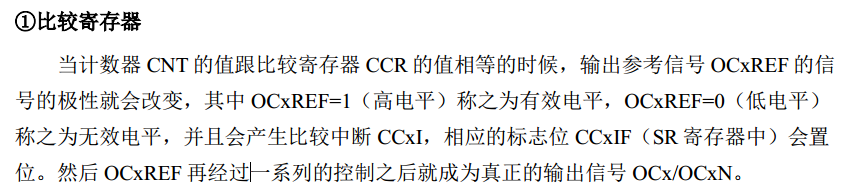 ①比较寄存器
当计数器 CNT 的值跟比较寄存器 CCR 的值相等的时候，输出参考信号 OCxREF 的信
号的极性就会改变，其中 OCxREF=1（高电平）称之为有效电平，OCxREF=0（低电平）
称之为无效电平，并且会产生比较中断 CCxI，相应的标志位 CCxIF（SR 寄存器中）会置
位。然后 OCxREF 再经过一系列的控制之后就成为真正的输出信号 OCx/OCxN。